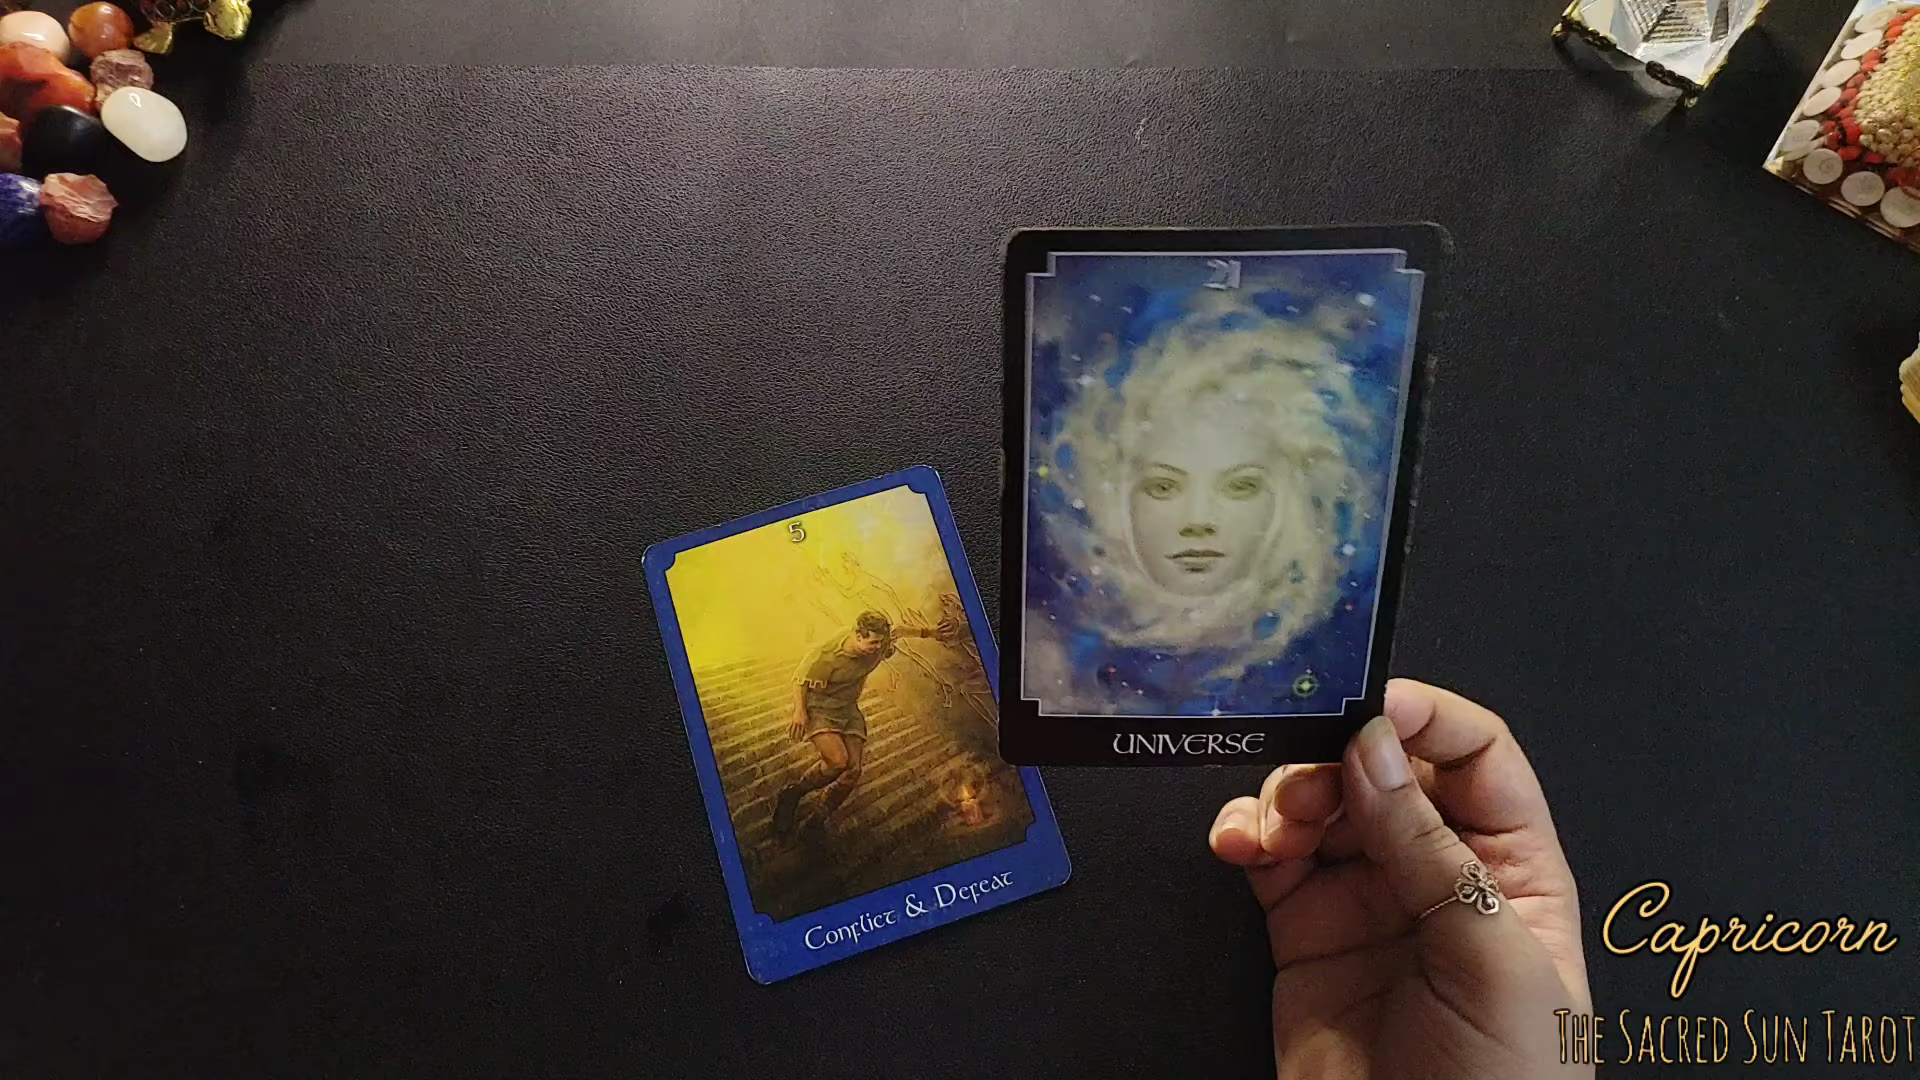 21
UNIVERSE
5
Conflict & Defeat
Capricorn
THE SACRED SUN TAROT